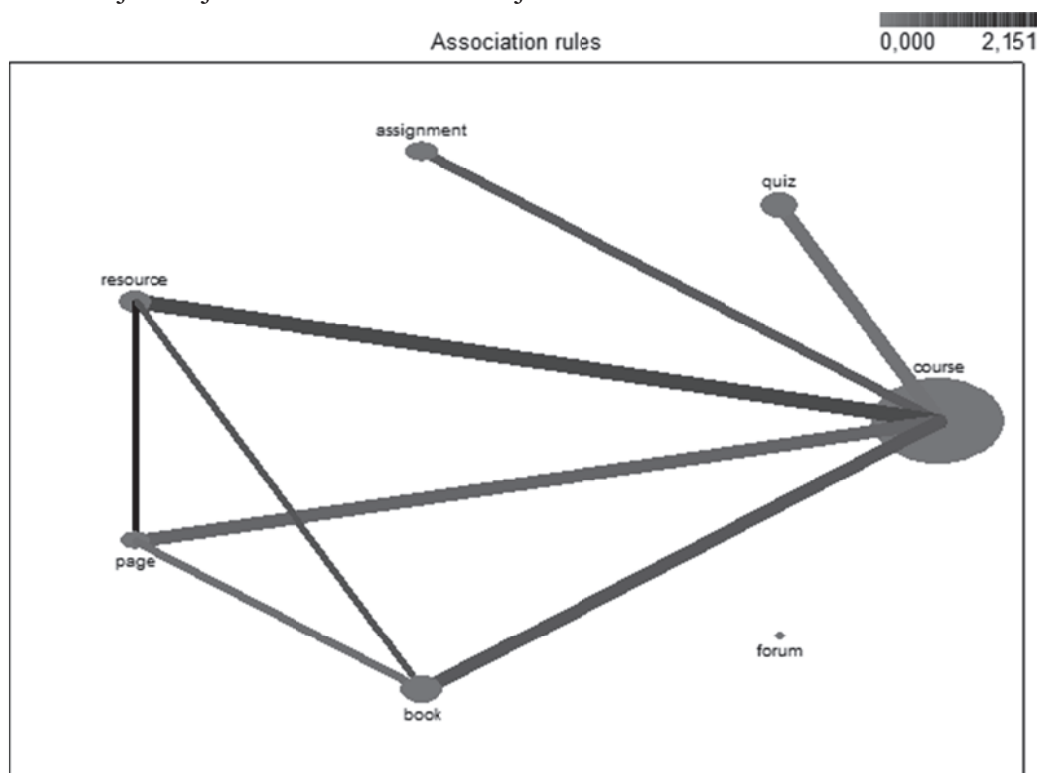 Association rules
0,000 2,151
assignment
quiz
resource
course
page
forum
book